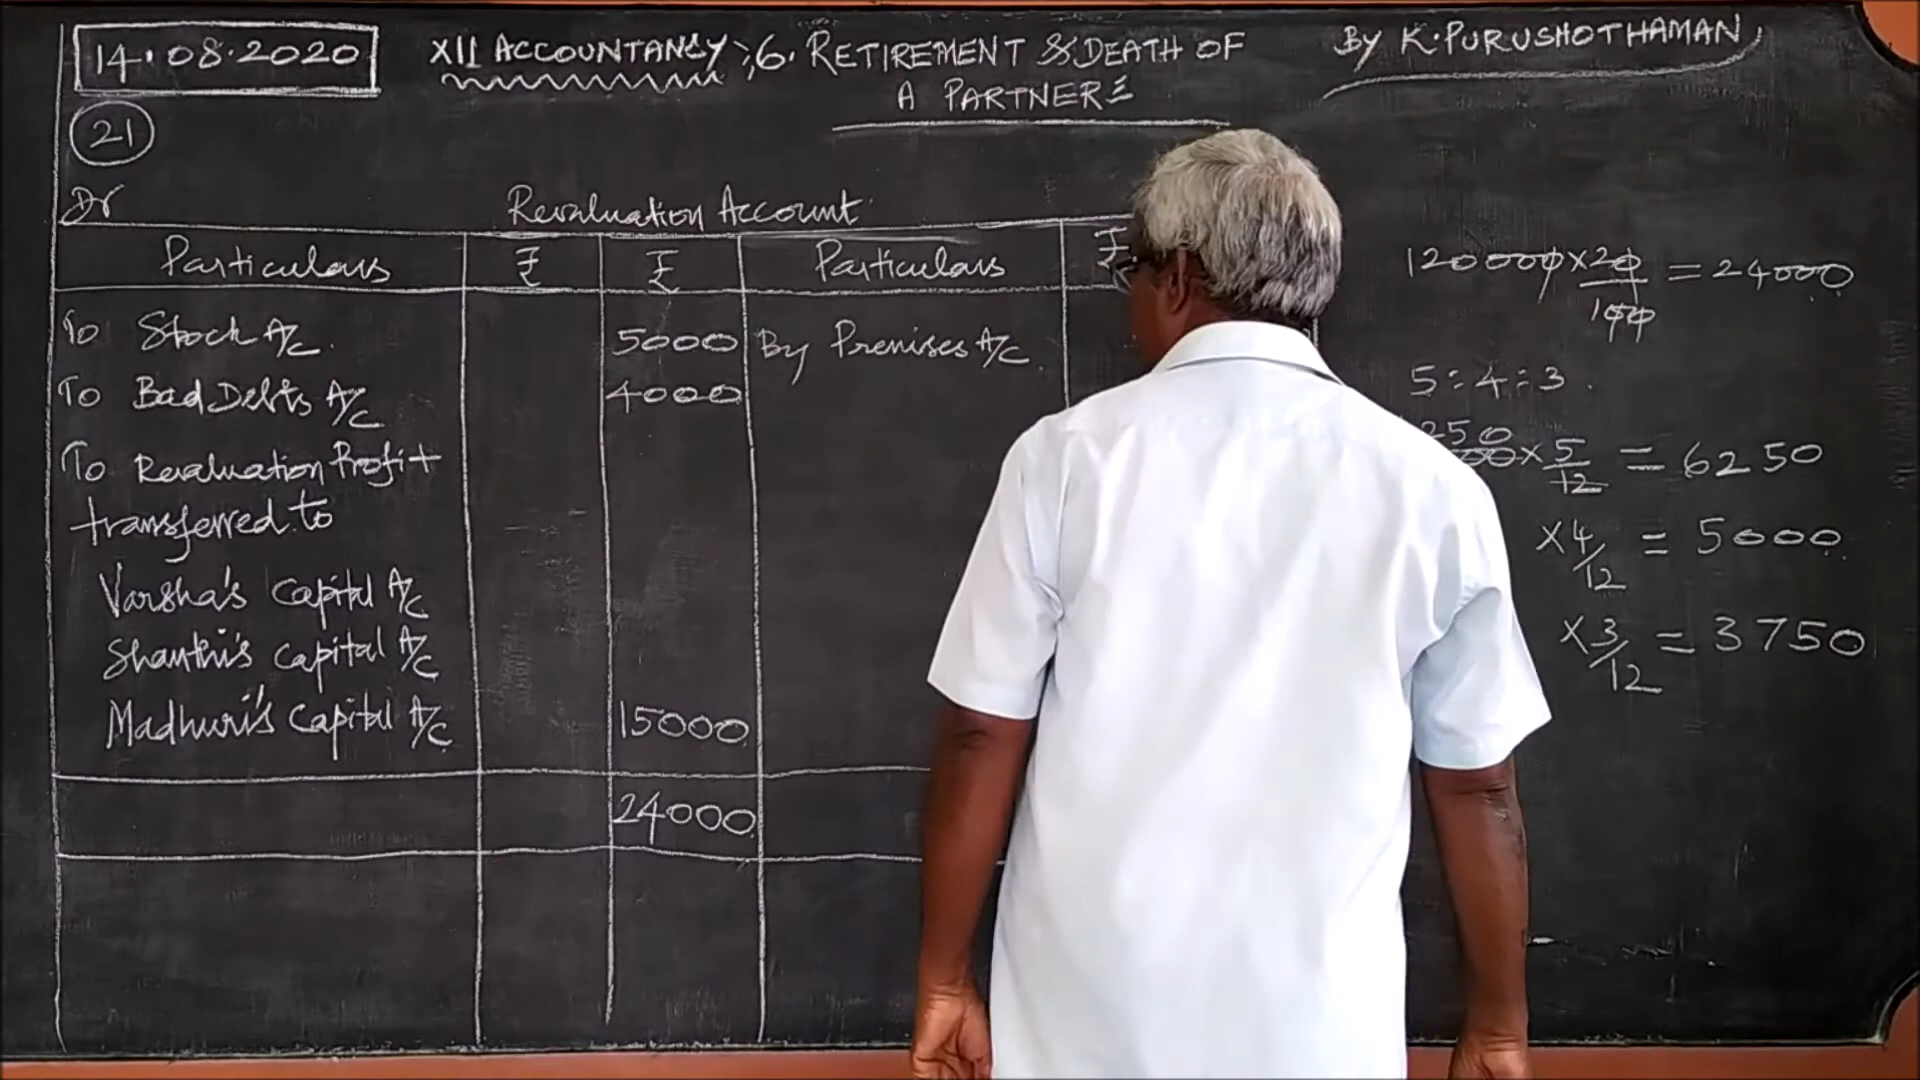 14.08.2020
XII ACCOUNTANCY ; 6. RETIREMENT & DEATH OF
A PARTNER
BY K. PURUSHOTHAMAN
21
Dr
Revaluation Account
Particulars ₹ ₹ Particulars ₹
To Stock A/c 5000 By Premises A/c
To Bad Debts A/c 4000
To Revaluation Profit
transferred to
Varsha's Capital A/c
Shanthi's Capital A/c
Madhuri's Capital A/c 15000
24000
120000 × 20/100 = 24000
5 : 4 : 3
250
00 × 5/12 = 6250
× 4/12 = 5000
× 3/12 = 3750